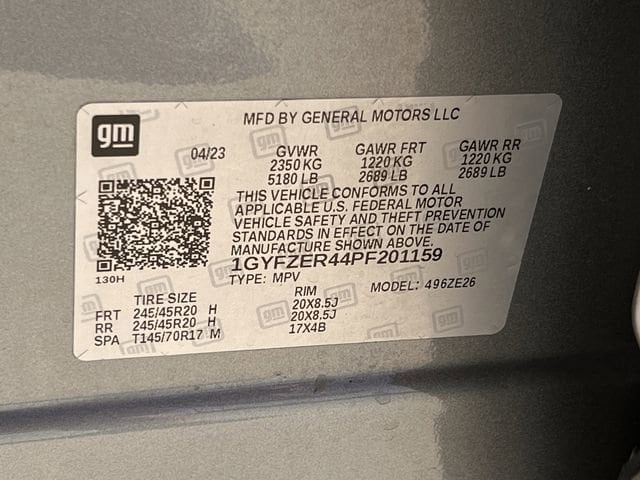 gm
MFD BY GENERAL MOTORS LLC
04/23 GVWR GAWR FRT GAWR RR
2350 KG 1220 KG 1220 KG
5180 LB 2689 LB 2689 LB
THIS VEHICLE CONFORMS TO ALL
APPLICABLE U.S. FEDERAL MOTOR
VEHICLE SAFETY AND THEFT PREVENTION
STANDARDS IN EFFECT ON THE DATE OF
MANUFACTURE SHOWN ABOVE.
130H
1GYFZER44PF201159
TYPE: MPV MODEL: 496ZE26
TIRE SIZE RIM
FRT 245/45R20 H 20X8.5J
RR 245/45R20 H 20X8.5J
SPA T145/70R17 M 17X4B